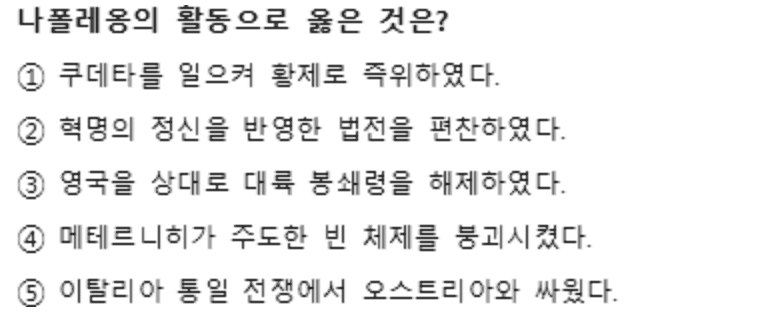 나폴레옹의 활동으로 옳은 것은?
① 쿠데타를 일으켜 황제로 즉위하였다.
② 혁명의 정신을 반영한 법전을 편찬하였다.
③ 영국을 상대로 대륙 봉쇄령을 해제하였다.
④ 메테르니히가 주도한 빈 체제를 붕괴시켰다.
⑤ 이탈리아 통일 전쟁에서 오스트리아와 싸웠다.